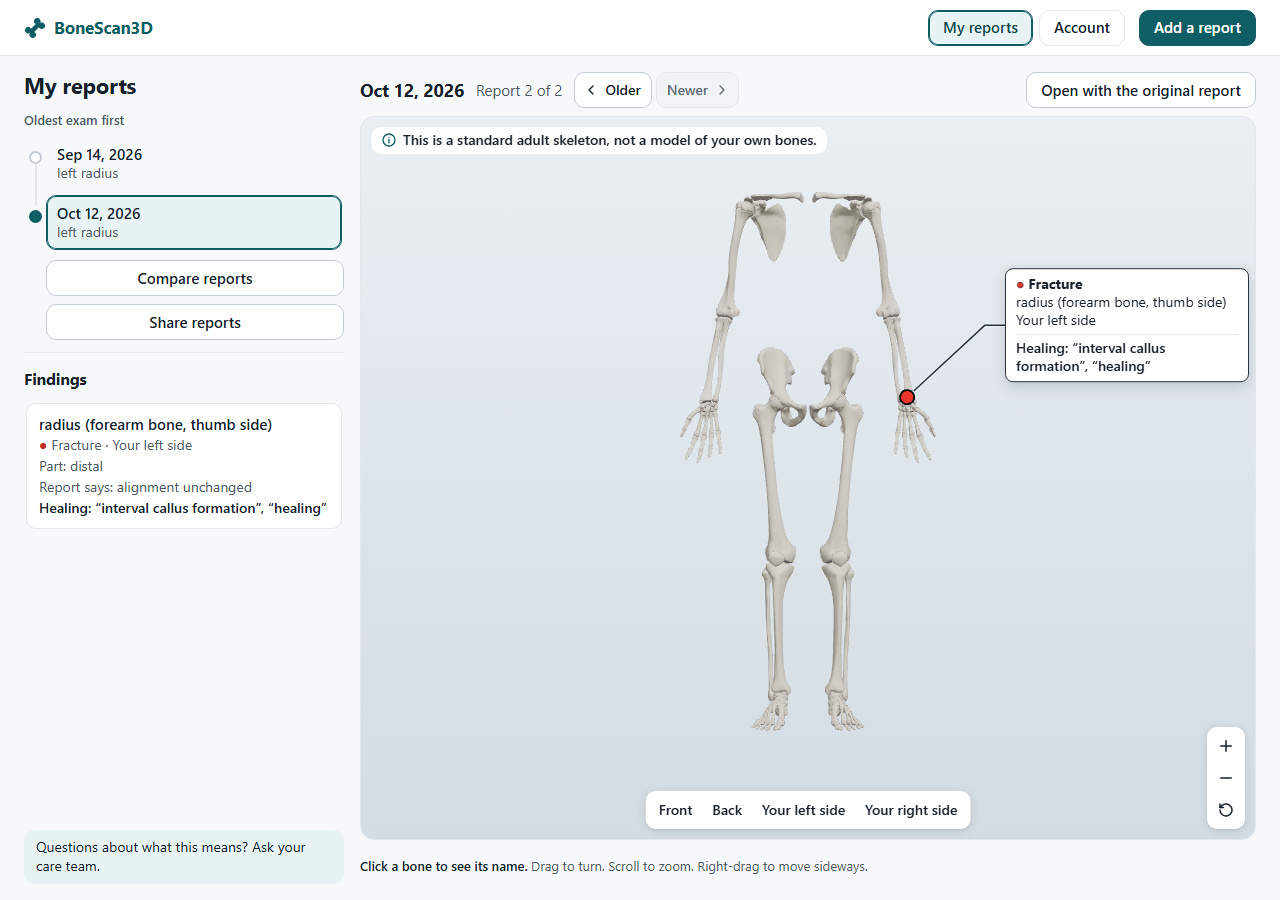 BoneScan3D
My reports
Account
Add a report
My reports
Oldest exam first
Sep 14, 2026
left radius
Oct 12, 2026
left radius
Compare reports
Share reports
Findings
radius (forearm bone, thumb side)
Fracture · Your left side
Part: distal
Report says: alignment unchanged
Healing: “interval callus formation”, “healing”
Questions about what this means? Ask your
care team.
Oct 12, 2026
Report 2 of 2
Older
Newer
Open with the original report
This is a standard adult skeleton, not a model of your own bones.
Fracture
radius (forearm bone, thumb side)
Your left side
Healing: “interval callus
formation”, “healing”
Front
Back
Your left side
Your right side
Click a bone to see its name. Drag to turn. Scroll to zoom. Right-drag to move sideways.